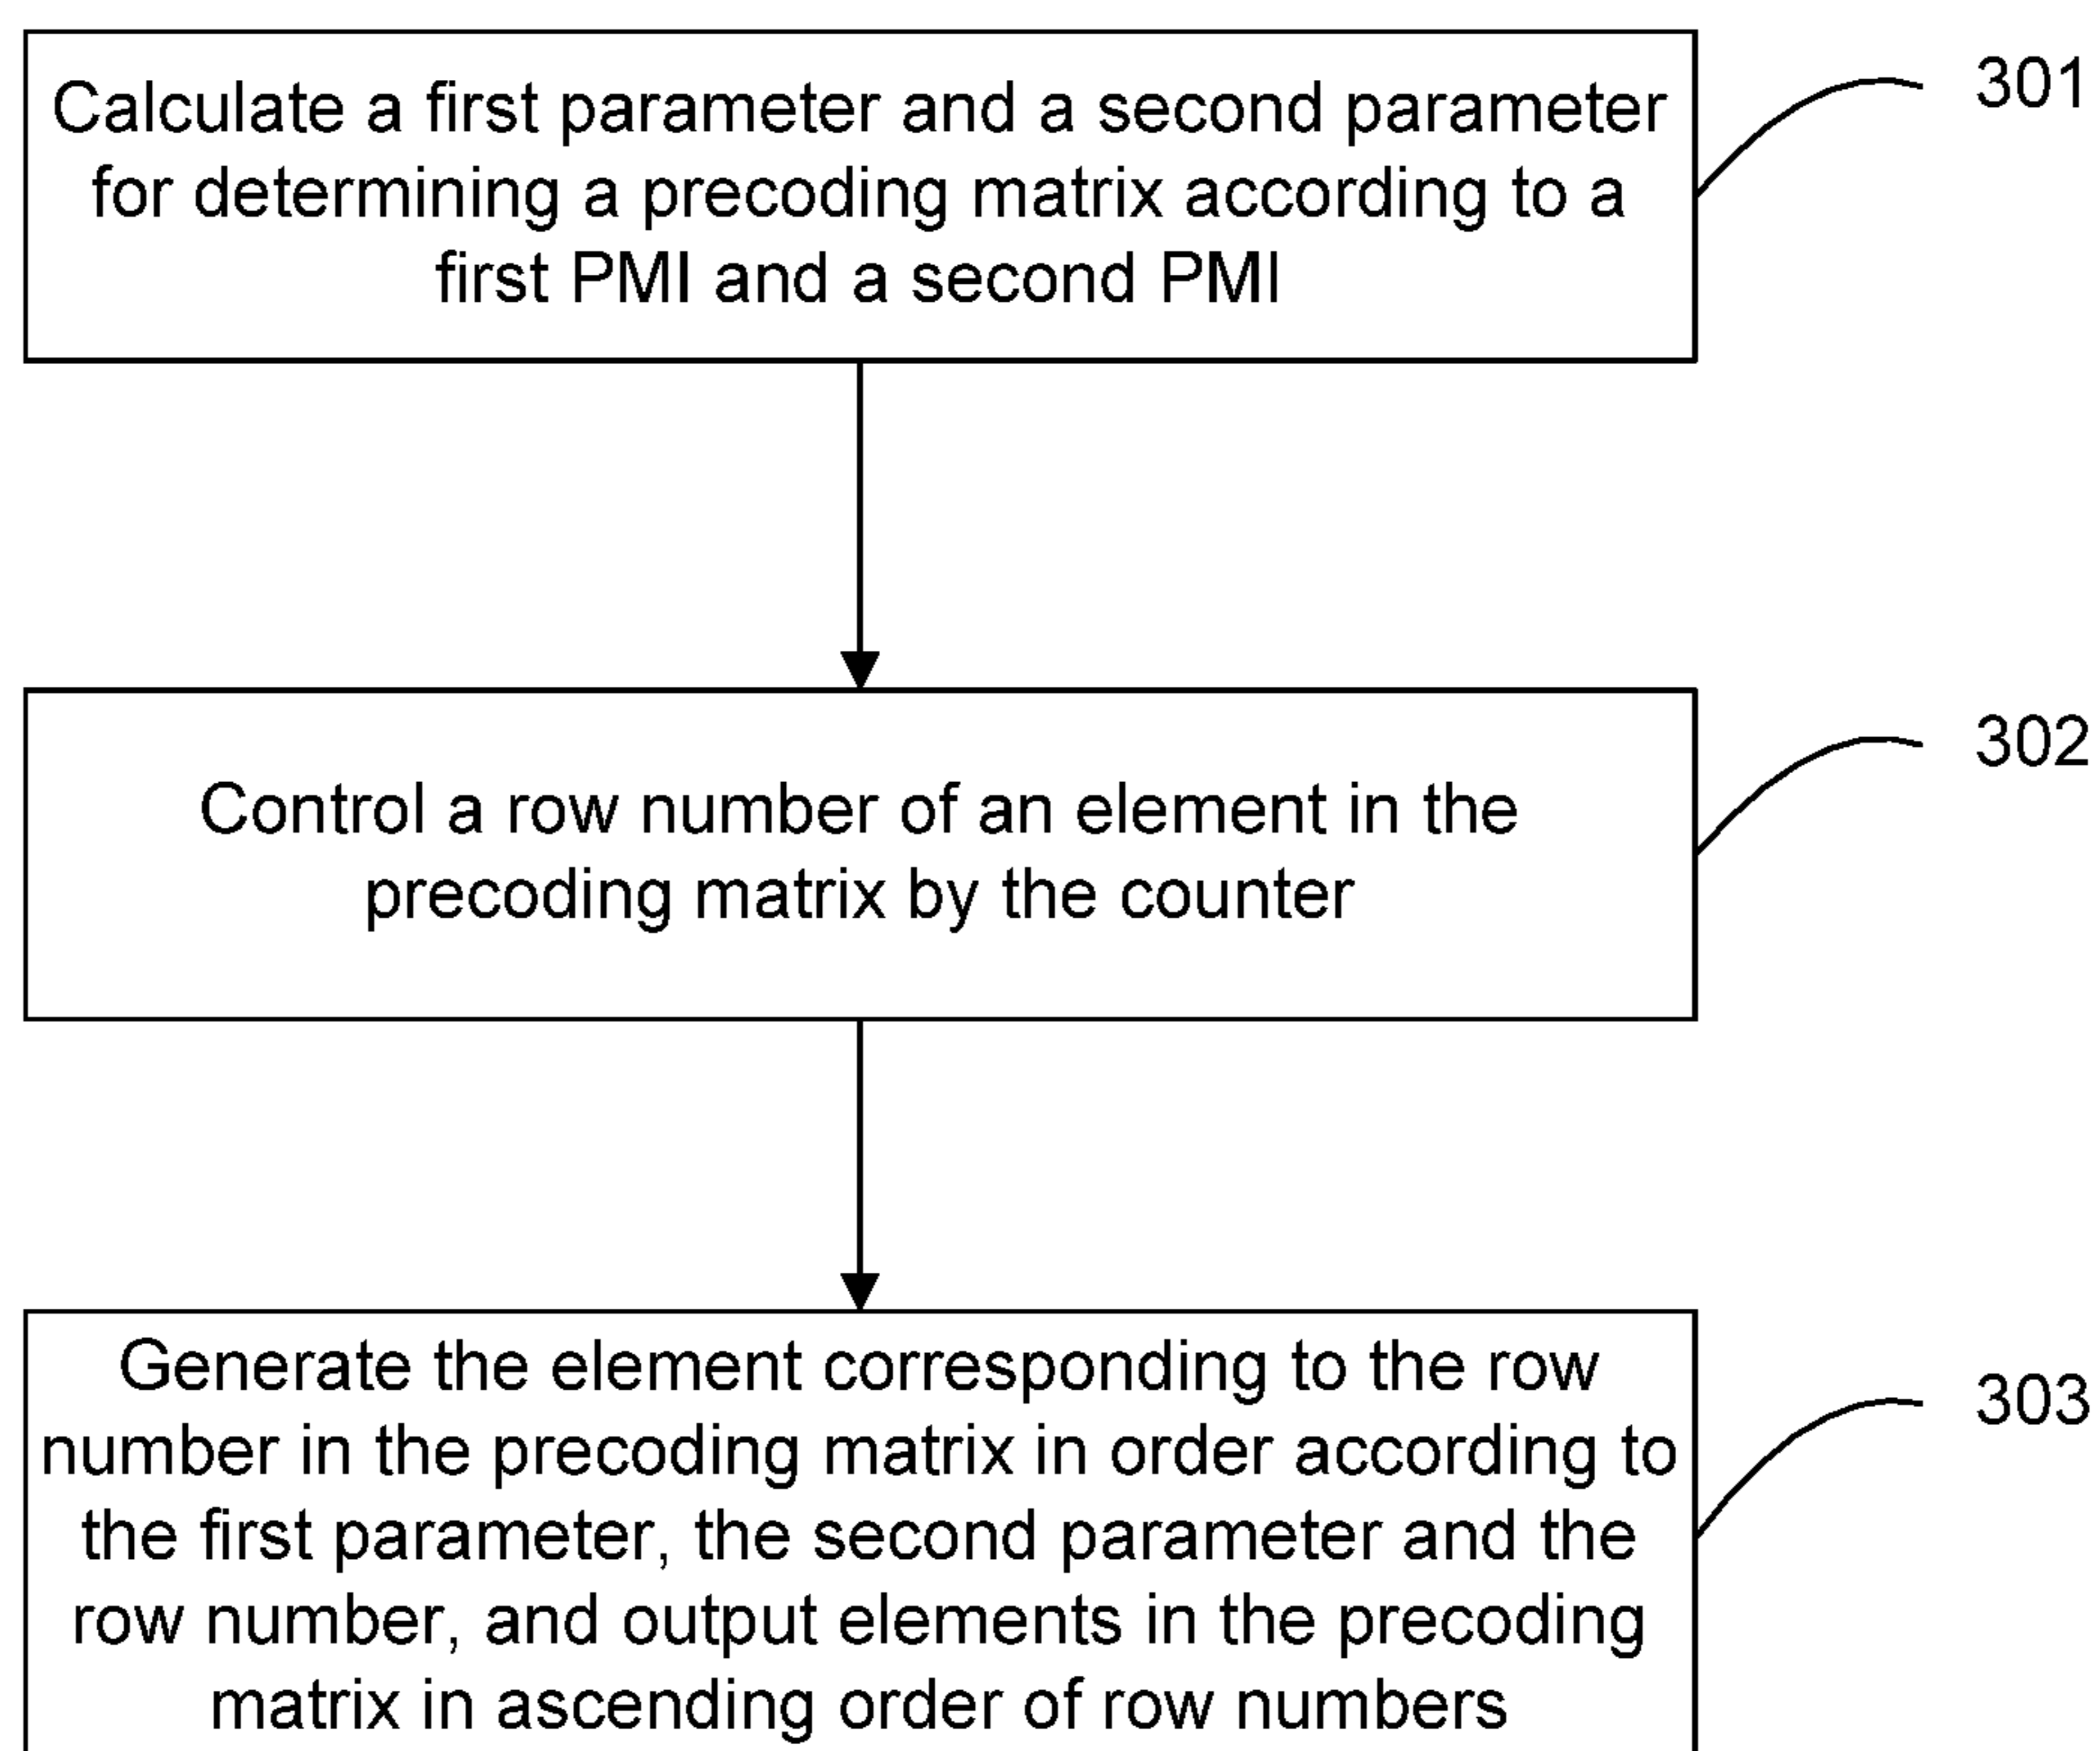 Calculate a first parameter and a second parameter
for determining a precoding matrix according to a
first PMI and a second PMI
301
Control a row number of an element in the
precoding matrix by the counter
302
Generate the element corresponding to the row
number in the precoding matrix in order according to
the first parameter, the second parameter and the
row number, and output elements in the precoding
matrix in ascending order of row numbers
303